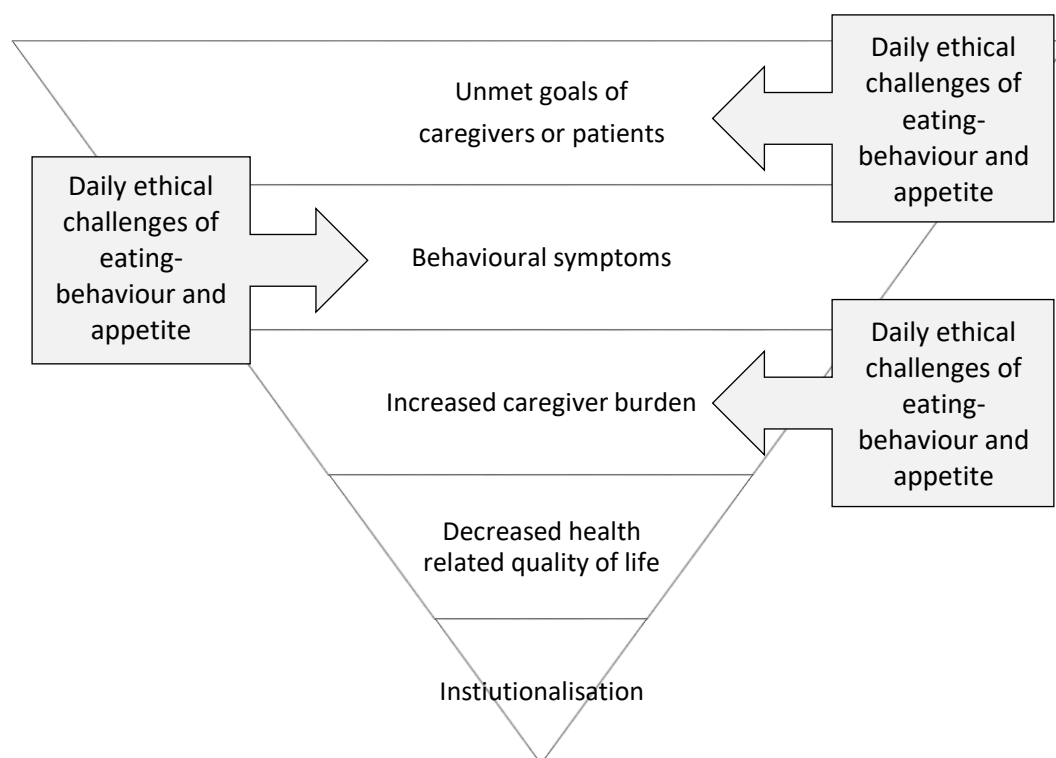 Unmet goals of
caregivers or patients
Daily ethical
challenges of
eating-
behaviour and
appetite
Daily ethical
challenges of
eating-
behaviour and
appetite
Behavioural symptoms
Increased caregiver burden
Daily ethical
challenges of
eating-
behaviour and
appetite
Decreased health
related quality of life
Instiutionalisation